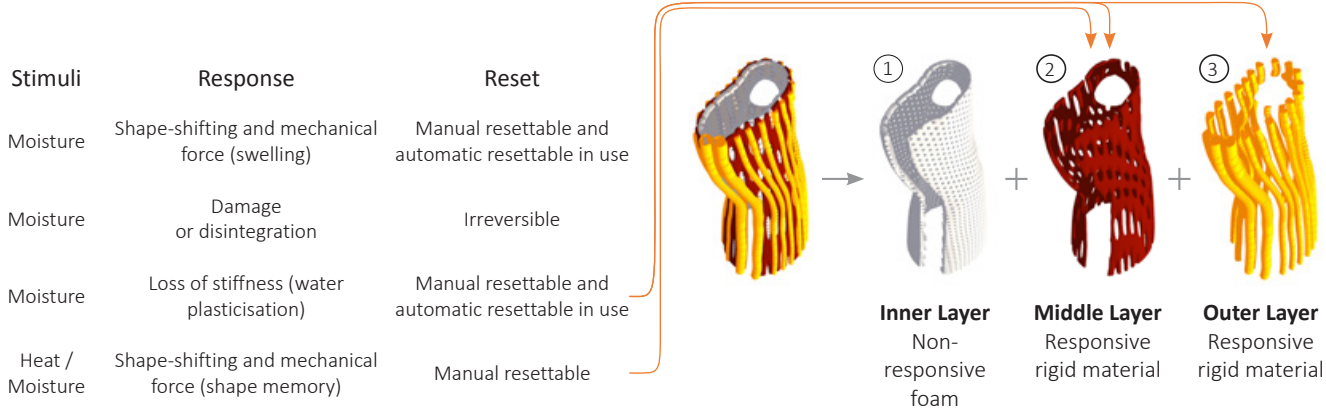 Stimuli Response Reset
Moisture Shape-shifting and mechanical force (swelling) Manual resettable and automatic resettable in use
Moisture Damage or disintegration Irreversible
Moisture Loss of stiffness (water plasticisation) Manual resettable and automatic resettable in use
Heat / Moisture Shape-shifting and mechanical force (shape memory) Manual resettable
1
+
2
+
3
Inner Layer
Non-
responsive
foam
Middle Layer
Responsive
rigid material
Outer Layer
Responsive
rigid material